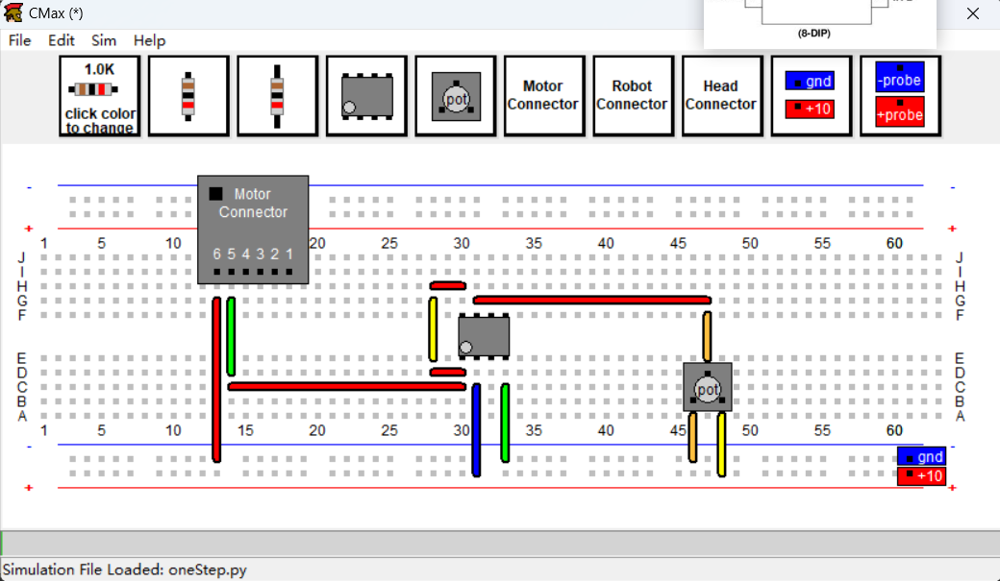 (8-DIP)
CMax (*)
File Edit Sim Help
1.0K
click color
to change
pot
Motor
Connector
Robot
Connector
Head
Connector
gnd
+10
-probe
+probe
- -
Motor
Connector
+ +
1 5 10 20 25 30 35 40 45 50 55 60
6 5 4 3 2 1
J J
I I
H H
G G
F F
E E
D D
C C
B B
A A
pot
1 5 10 15 20 25 30 35 40 45 50 55 60
- -
gnd
+10
+ +
Simulation File Loaded: oneStep.py